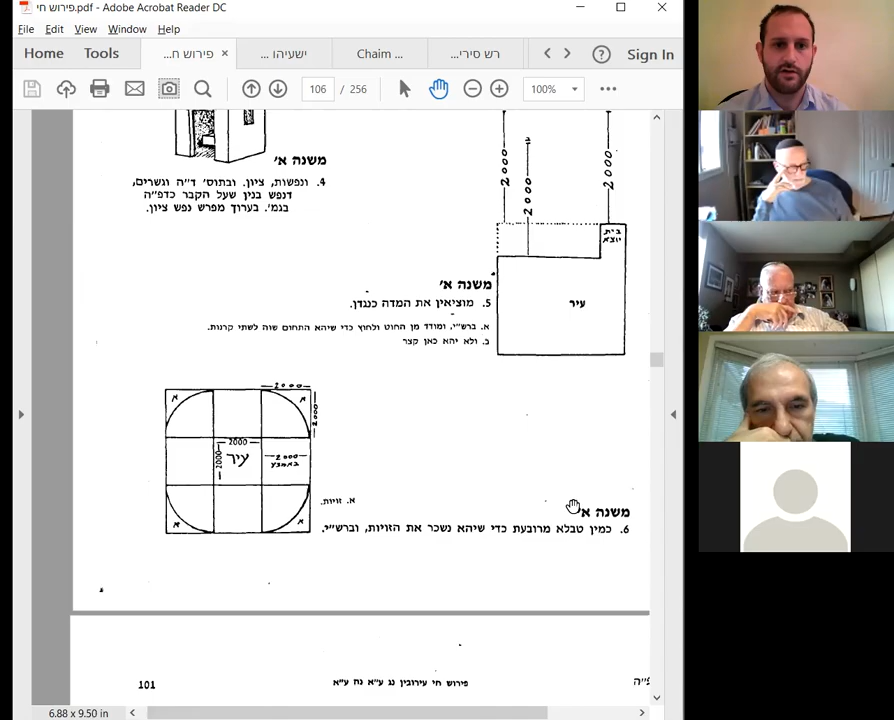 פירוש חי.pdf - Adobe Acrobat Reader DC
File Edit View Window Help
Home Tools פירוש ח... × ישעיהו ... Chaim ... רש סירי... Sign In
106 / 256 100%
משנה א'
4. ונפשות, ציון. ובתוס' ד"ה וגשרים,
דנפש בנין שעל הקבר כדפ"ה
בגמ'. בערוך מפרש נפש ציון.
2000
2000
2000
בית
יוצא
עיר
משנה א'
5. מוציאין את המדה כנגדן.
א. ברש"י, ומודד מן החוט ולחוץ כדי שיהא התחום שוה לשתי קרנות.
ב. ולא יהא כאן קצר
2000
2000
א
א
2000
2000
עיר
2000
באמצע
א
א
א. זויות.
משנה א
6. כמין טבלא מרובעת כדי שיהא נשכר את הזויות, וברש"י.
101
פירוש חי עירובין נג ע"א נח ע"א
פ"ה
6.88 x 9.50 in